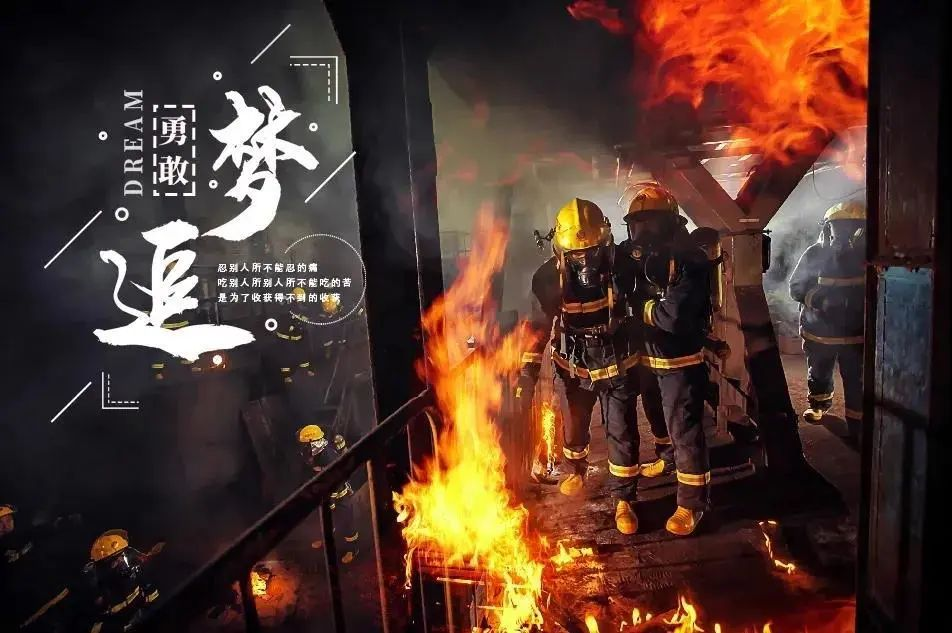 DREAM
勇敢
追梦
忍别人所不能忍的痛
吃别人所别人所不能吃的苦
是为了收获得不到的收获